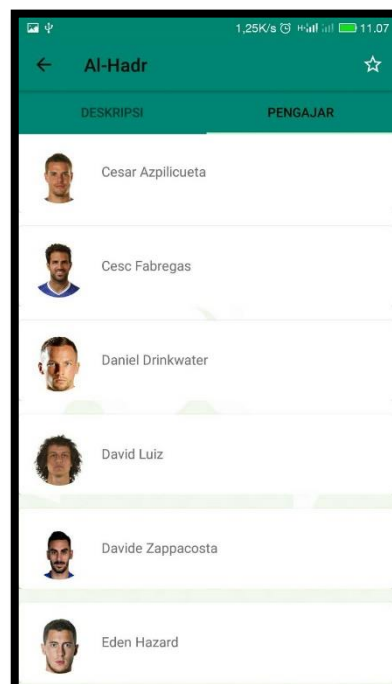 1,25K/s 11.07
Al-Hadr
DESKRIPSI PENGAJAR
Cesar Azpilicueta
Cesc Fabregas
Daniel Drinkwater
David Luiz
Davide Zappacosta
Eden Hazard